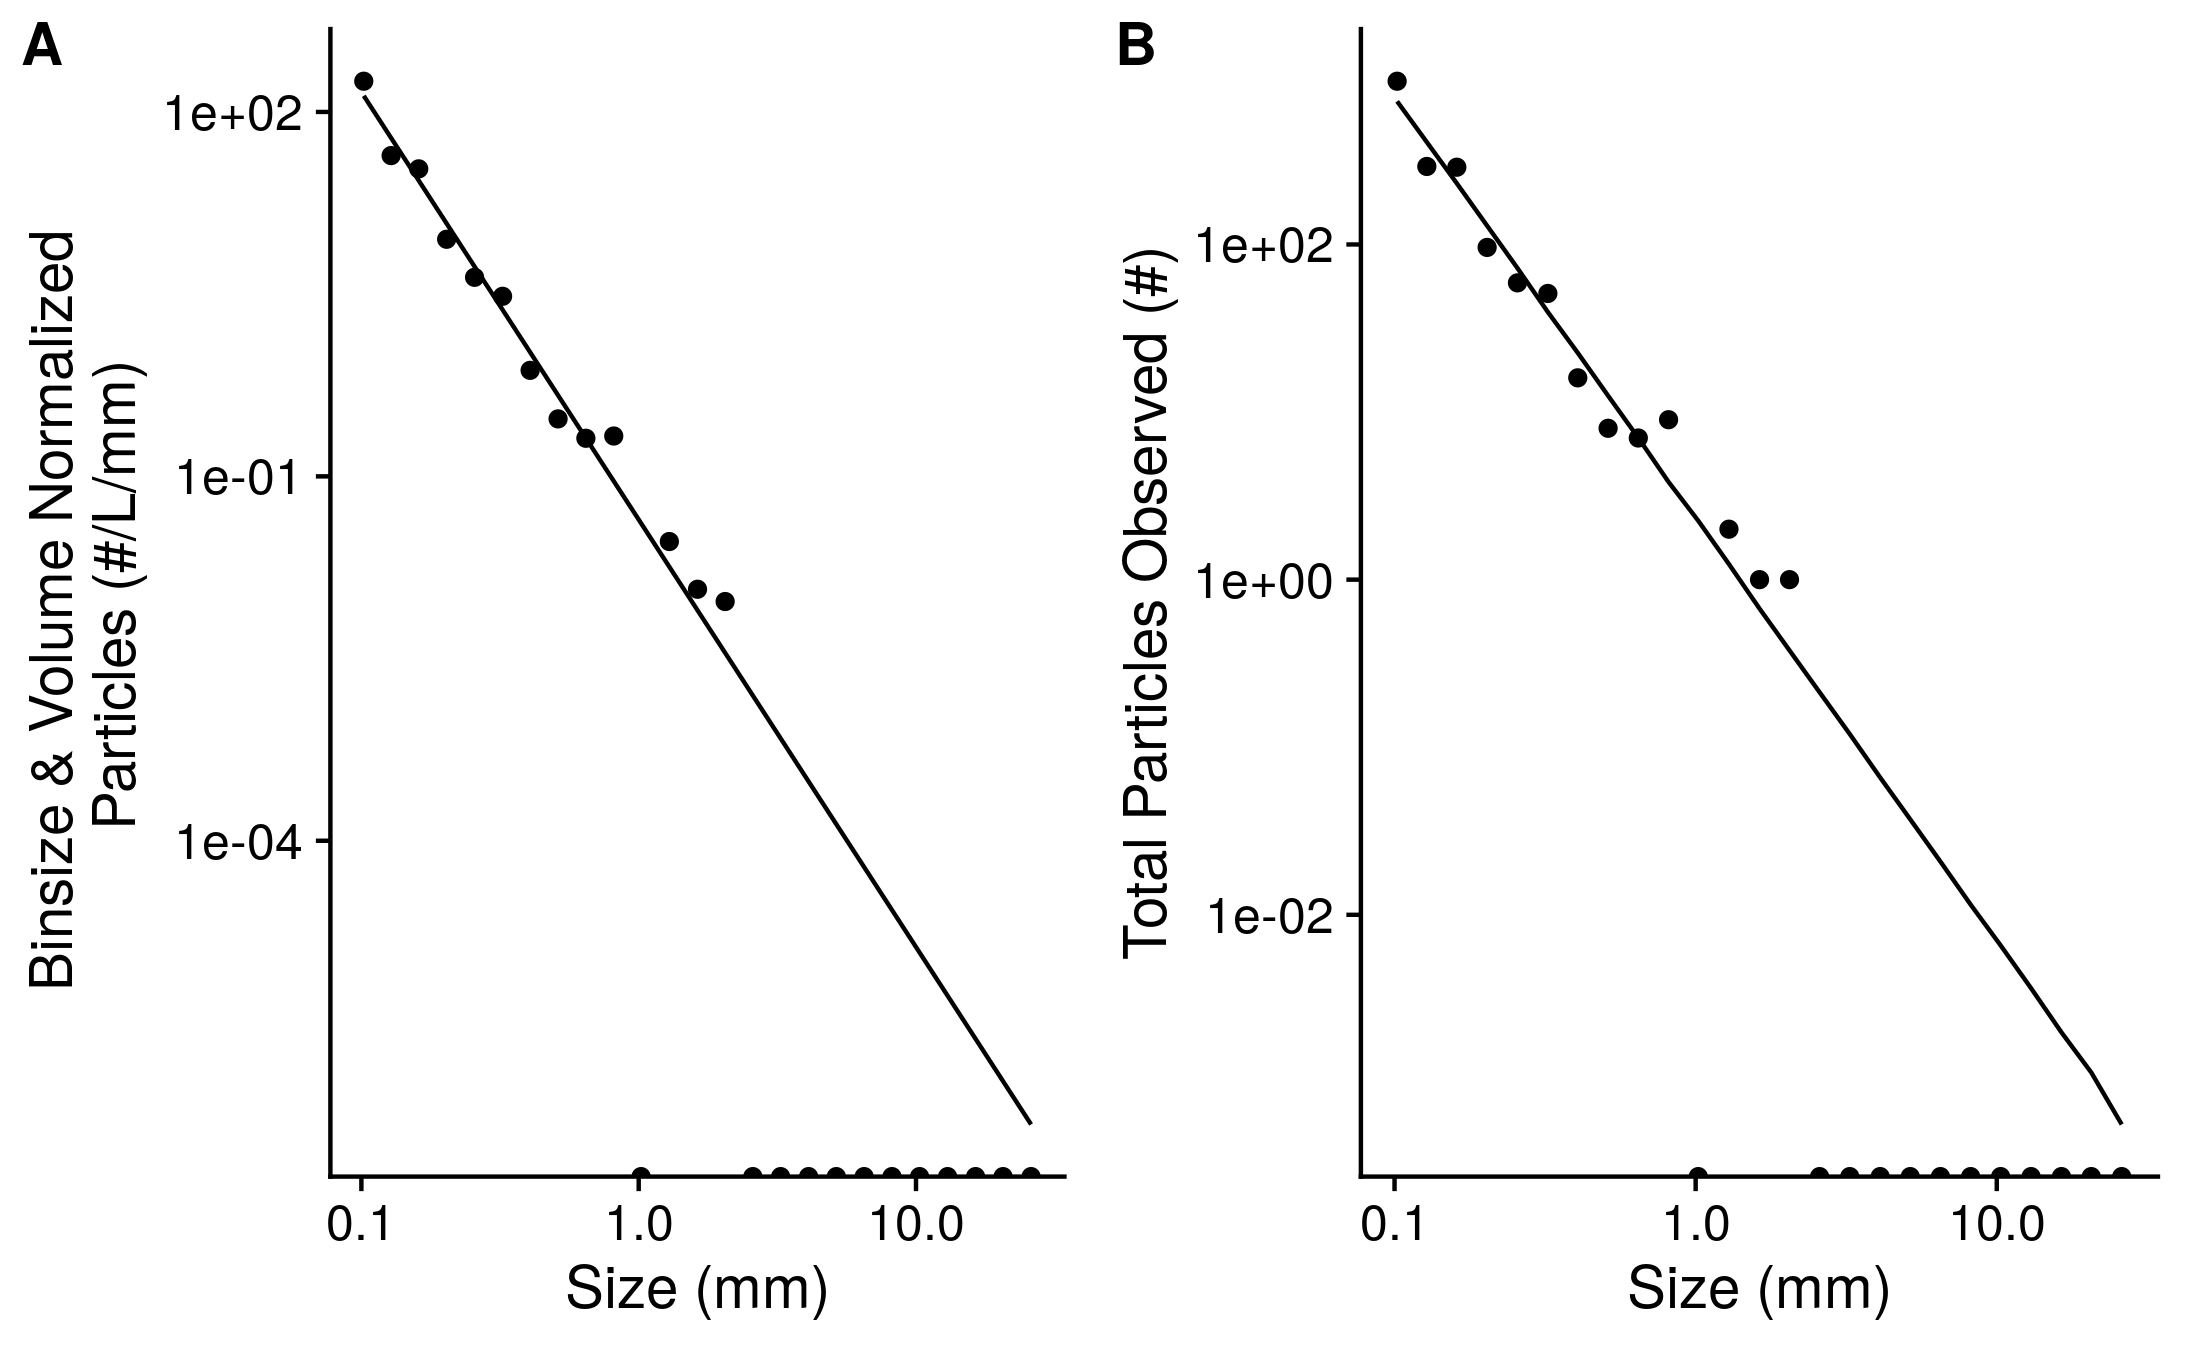 A
Binsize & Volume Normalized
Particles (#/L/mm)
1e+02
1e-01
1e-04
0.1 1.0 10.0
Size (mm)
B
Total Particles Observed (#)
1e+02
1e+00
1e-02
0.1 1.0 10.0
Size (mm)